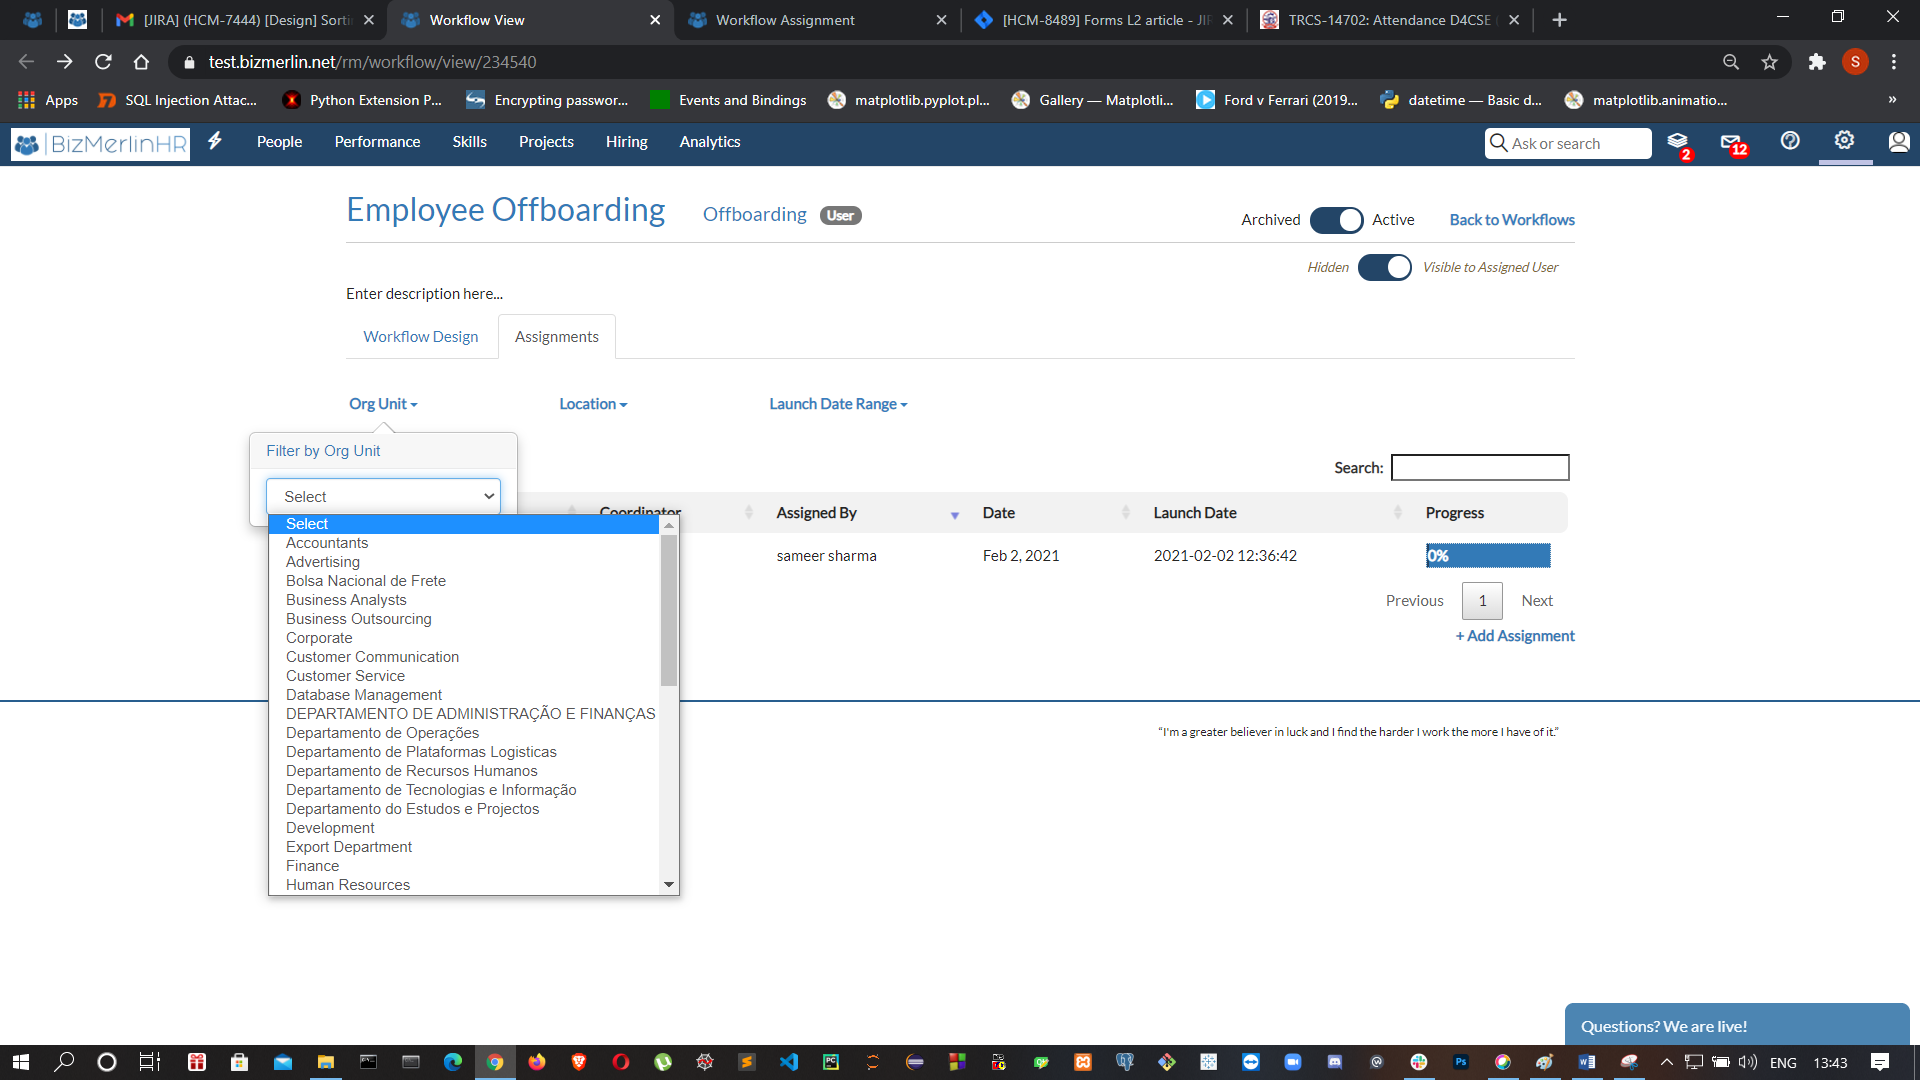 [JIRA] (HCM-7444) [Design] Sorti
Workflow View
Workflow Assignment
[HCM-8489] Forms L2 article - JIR
TRCS-14702: Attendance D4CSE (
test.bizmerlin.net/rm/workflow/view/234540
S
Apps
SQL Injection Attac...
Python Extension P...
Encrypting passwor...
Events and Bindings
matplotlib.pyplot.pl...
Gallery — Matplotli...
Ford v Ferrari (2019...
datetime — Basic d...
matplotlib.animatio...
»
BizMerlinHR
People
Performance
Skills
Projects
Hiring
Analytics
Ask or search
2
12
Employee Offboarding
Offboarding
User
Archived
Active
Back to Workflows
Hidden
Visible to Assigned User
Enter description here...
Workflow Design
Assignments
Org Unit
Location
Launch Date Range
Filter by Org Unit
Search:
Select
Coordinator
Assigned By
Date
Launch Date
Progress
sameer sharma
Feb 2, 2021
2021-02-02 12:36:42
0%
Previous
1
Next
+ Add Assignment
Select
Accountants
Advertising
Bolsa Nacional de Frete
Business Analysts
Business Outsourcing
Corporate
Customer Communication
Customer Service
Database Management
DEPARTAMENTO DE ADMINISTRAÇÃO E FINANÇAS
Departamento de Operações
Departamento de Plataformas Logisticas
Departamento de Recursos Humanos
Departamento de Tecnologias e Informação
Departamento do Estudos e Projectos
Development
Export Department
Finance
Human Resources
“I'm a greater believer in luck and I find the harder I work the more I have of it.”
Questions? We are live!
ENG
13:43